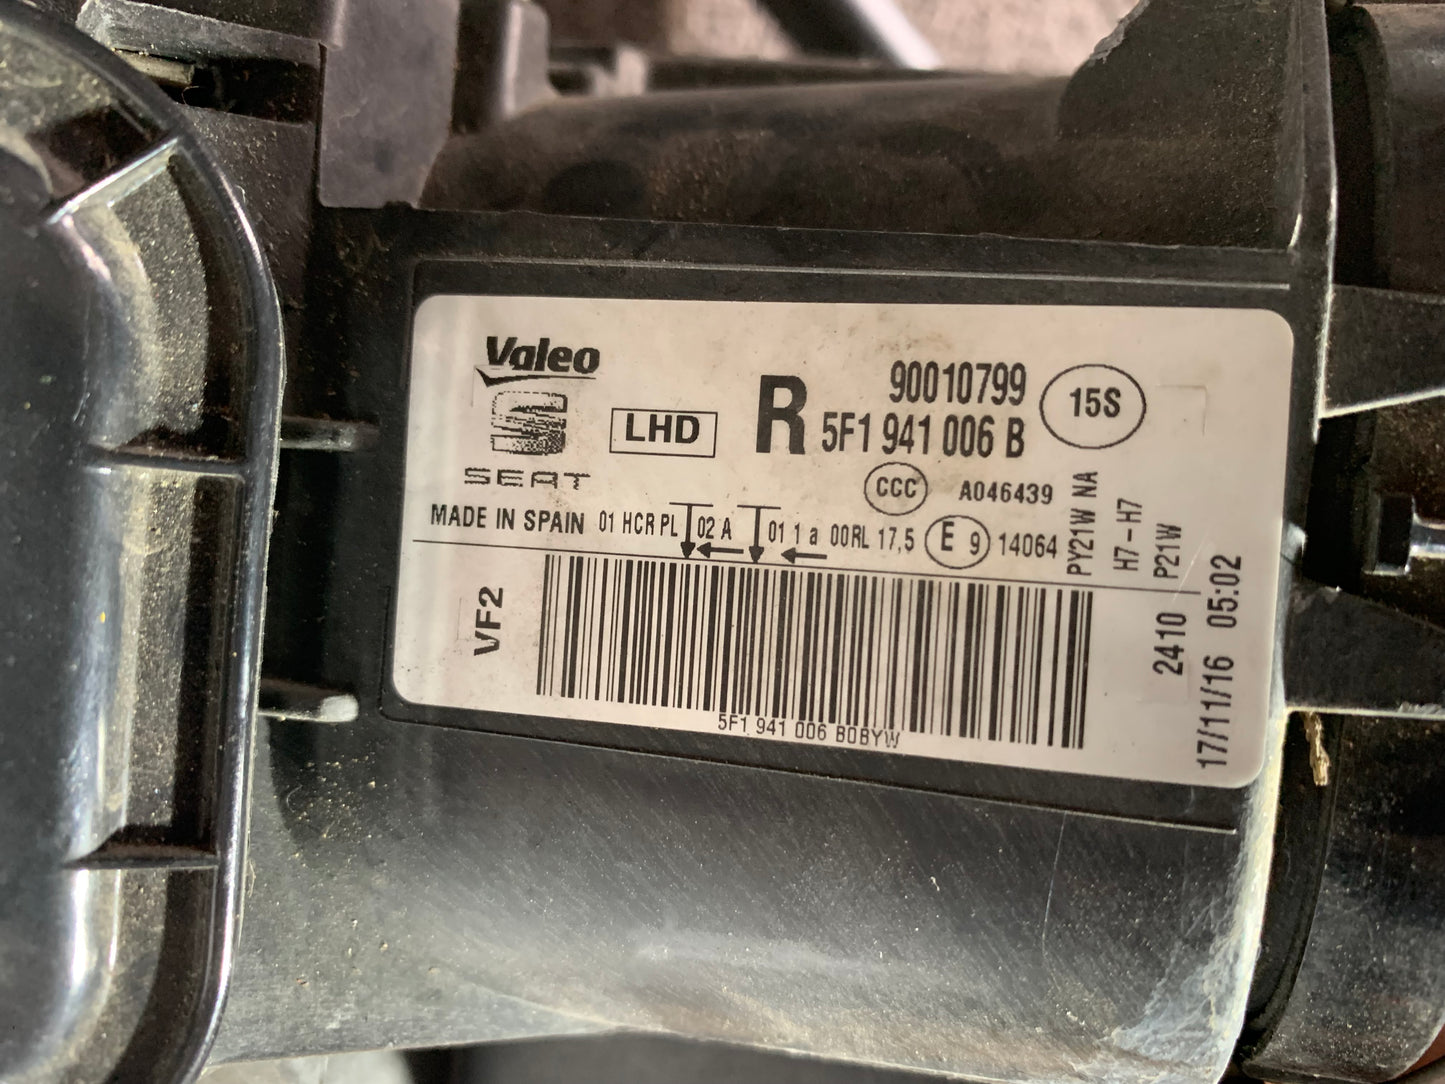 Valeo
SEAT
LHD
R
90010799
5F1 941 006 B
15S
CCC A046439
MADE IN SPAIN 01 HCR PL 02 A 01 1 a 00RL 17,5 E 9 14064
PY21W NA
H7-H7
P21W
VF2
5F1 941 006 B0BYW
2410
17/11/16 05:02